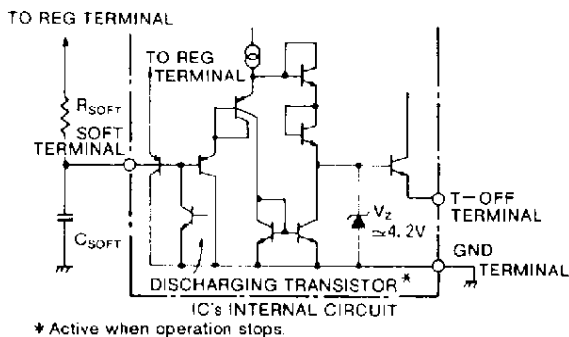 TO REG TERMINAL
TO REG
TERMINAL
RSOFT
SOFT
TERMINAL
CSOFT
T-OFF
TERMINAL
VZ
≃4.2V
GND
TERMINAL
DISCHARGING TRANSISTOR*
IC's INTERNAL CIRCUIT
* Active when operation stops.